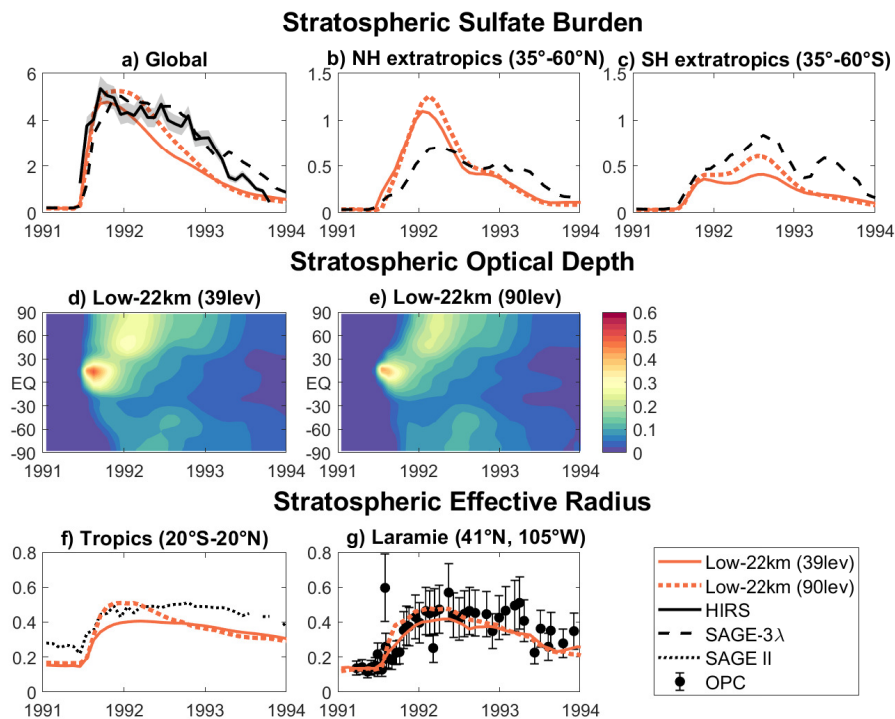 Stratospheric Sulfate Burden
a) Global
b) NH extratropics (35°-60°N)
c) SH extratropics (35°-60°S)
6
4
2
0
1991 1992 1993 1994
1.5
1
0.5
0
1991 1992 1993 1994
1.5
1
0.5
0
1991 1992 1993 1994
Stratospheric Optical Depth
d) Low-22km (39lev)
e) Low-22km (90lev)
90
60
30
EQ
-30
-60
-90
1991 1992 1993 1994
90
60
30
EQ
-30
-60
-90
1991 1992 1993 1994
0.6
0.5
0.4
0.3
0.2
0.1
0
Stratospheric Effective Radius
f) Tropics (20°S-20°N)
g) Laramie (41°N, 105°W)
0.8
0.6
0.4
0.2
0
1991 1992 1993 1994
0.8
0.6
0.4
0.2
0
1991 1992 1993 1994
Low-22km (39lev)
Low-22km (90lev)
HIRS
SAGE-3λ
SAGE II
OPC